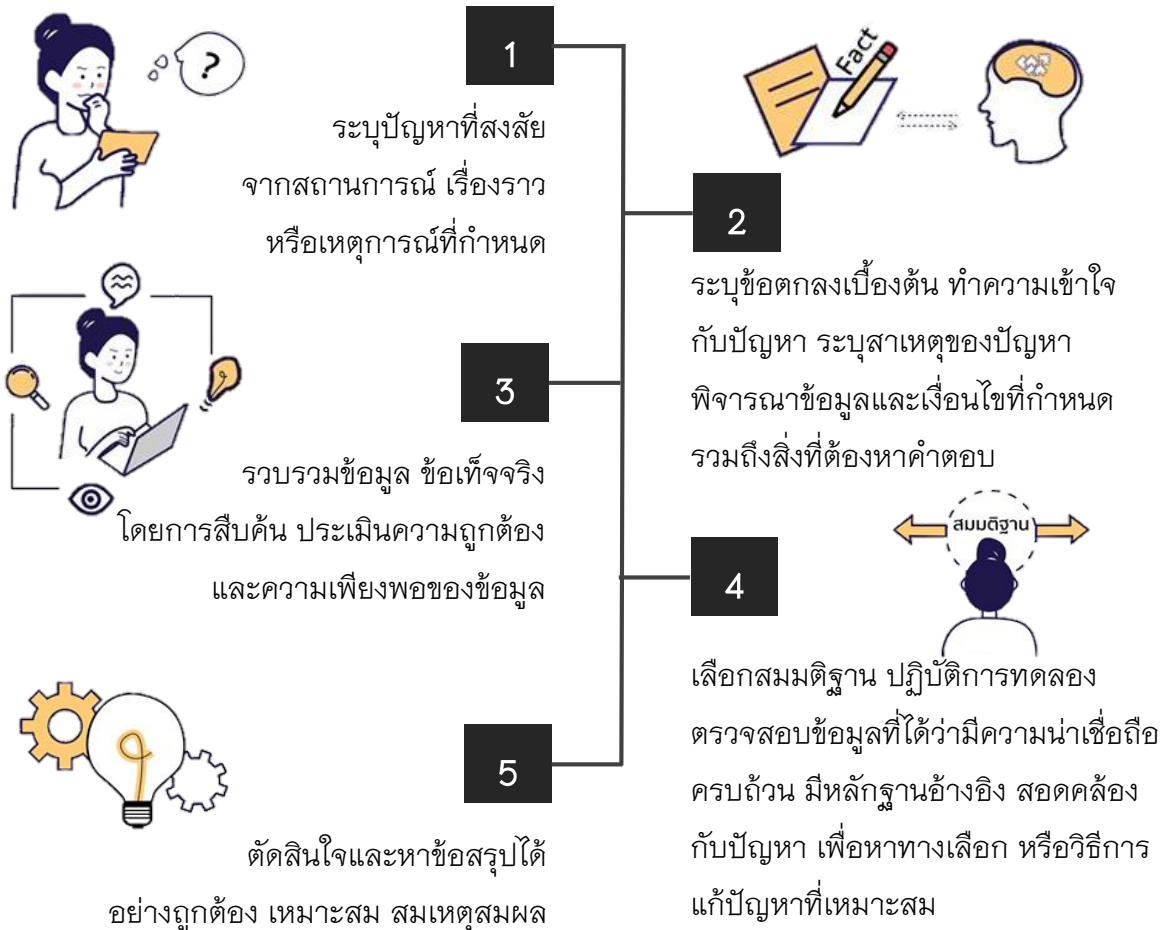 ?
1
ระบุปัญหาที่สงสัย
จากสถานการณ์ เรื่องราว
หรือเหตุการณ์ที่กำหนด
Fact
2
ระบุข้อตกลงเบื้องต้น ทำความเข้าใจ
กับปัญหา ระบุสาเหตุของปัญหา
พิจารณาข้อมูลและเงื่อนไขที่กำหนด
รวมถึงสิ่งที่ต้องหาคำตอบ
3
รวบรวมข้อมูล ข้อเท็จจริง
โดยการสืบค้น ประเมินความถูกต้อง
และความเพียงพอของข้อมูล
สมมติฐาน
4
เลือกสมมติฐาน ปฏิบัติการทดลอง
ตรวจสอบข้อมูลที่ได้ว่ามีความน่าเชื่อถือ
ครบถ้วน มีหลักฐานอ้างอิง สอดคล้อง
กับปัญหา เพื่อหาทางเลือก หรือวิธีการ
แก้ปัญหาที่เหมาะสม
5
ตัดสินใจและหาข้อสรุปได้
อย่างถูกต้อง เหมาะสม สมเหตุสมผล